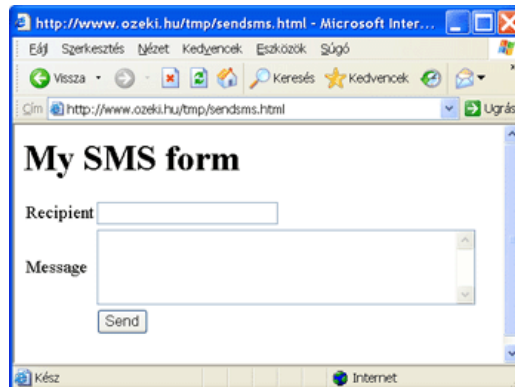 http://www.ozeki.hu/tmp/sendsms.html - Microsoft Inter...
Fájl Szerkesztés Nézet Kedvencek Eszközök Súgó
Vissza Keresés Kedvencek
Cím http://www.ozeki.hu/tmp/sendsms.html Ugrás
My SMS form
Recipient
Message
Send
Kész Internet